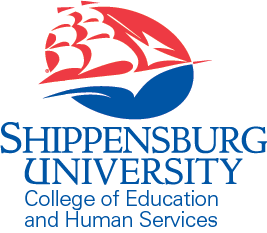 SHIPPENSBURG
UNIVERSITY
College of Education
and Human Services